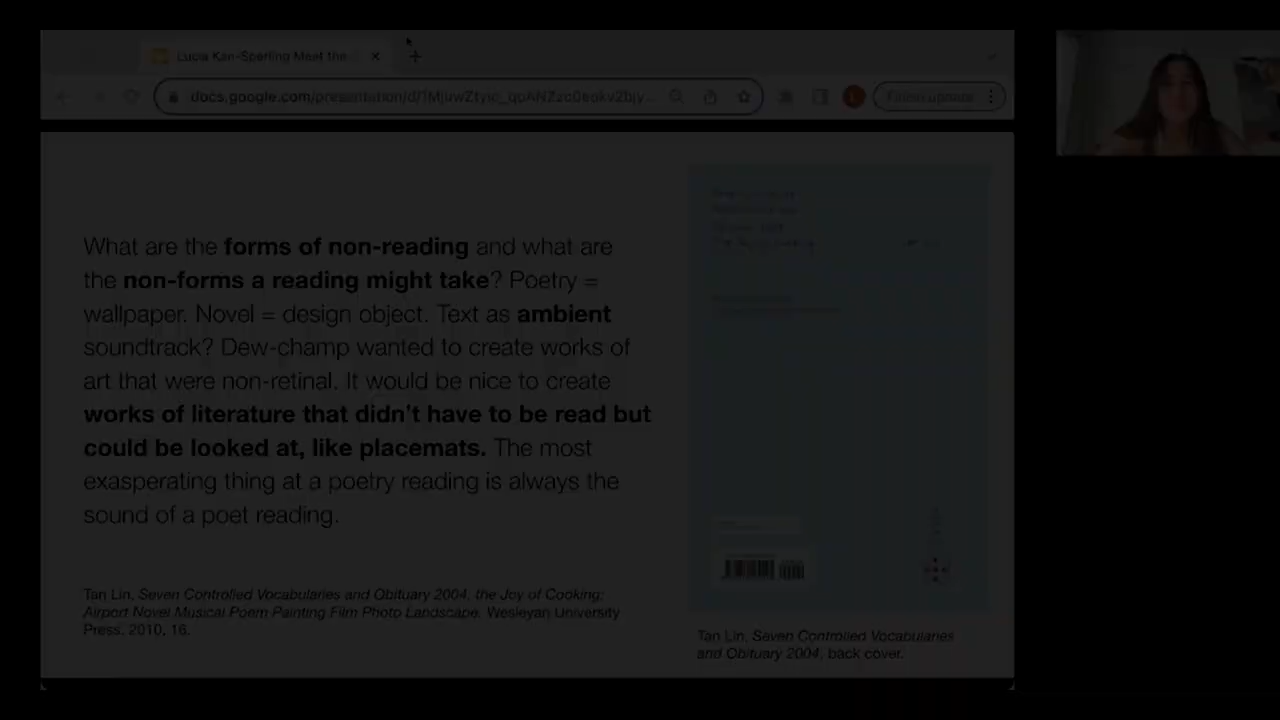 Lucia Kan-Sperling Meet the
docs.google.com/presentation/d/
What are the forms of non-reading and what are
the non-forms a reading might take? Poetry =
wallpaper. Novel = design object. Text as ambient
soundtrack? Dew-champ wanted to create works of
art that were non-retinal. It would be nice to create
works of literature that didn't have to be read but
could be looked at, like placemats. The most
exasperating thing at a poetry reading is always the
sound of a poet reading.
Tan Lin, Seven Controlled Vocabularies and Obituary 2004, the Joy of Cooking:
Airport Novel Musical Poem Painting Film Photo Landscape. Wesleyan University
Press. 2010, 16.
Tan Lin, Seven Controlled Vocabularies
and Obituary 2004, back cover.